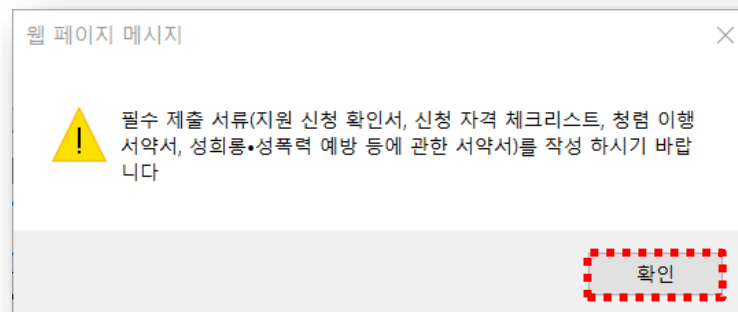 웹 페이지 메시지
필수 제출 서류(지원 신청 확인서, 신청 자격 체크리스트, 청렴 이행
서약서, 성희롱•성폭력 예방 등에 관한 서약서)를 작성 하시기 바랍
니다
확인